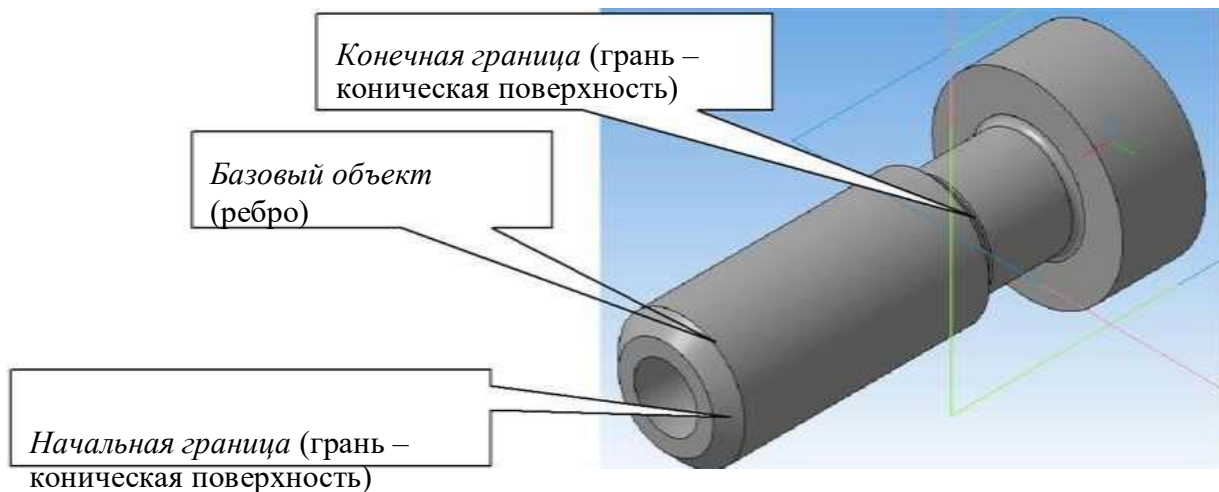 Конечная граница (грань –
коническая поверхность)
Базовый объект
(ребро)
Начальная граница (грань –
коническая поверхность)